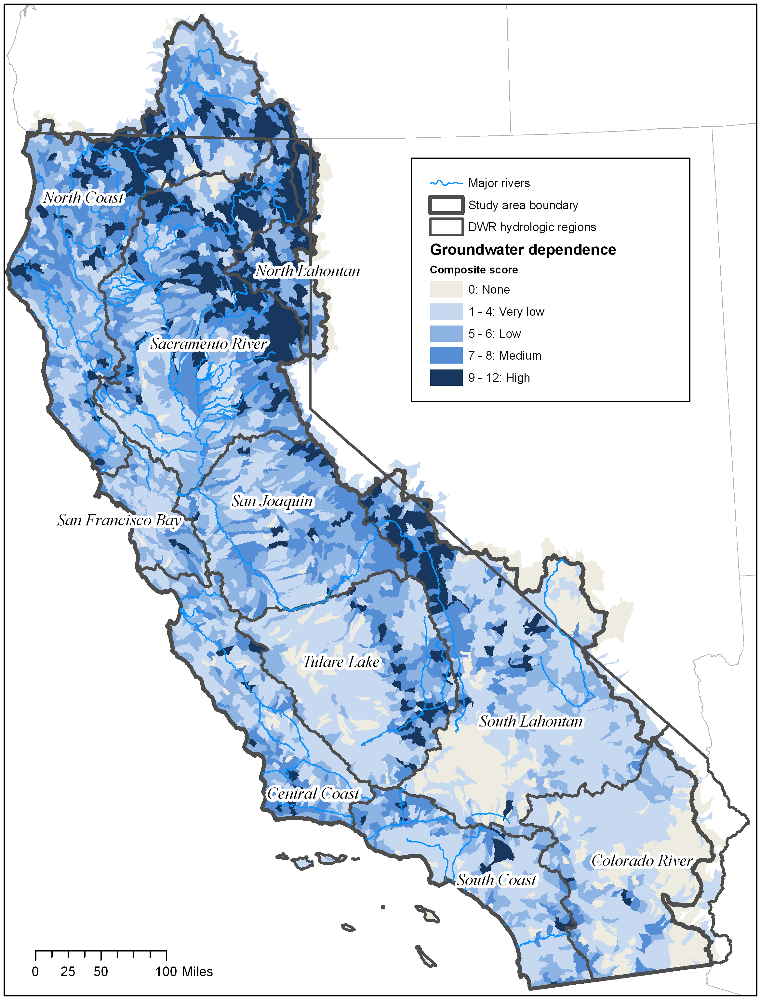 Major rivers
Study area boundary
DWR hydrologic regions
Groundwater dependence
Composite score
0: None
1 - 4: Very low
5 - 6: Low
7 - 8: Medium
9 - 12: High
North Coast
North Lahontan
Sacramento River
San Joaquin
San Francisco Bay
Tulare Lake
South Lahontan
Central Coast
Colorado River
South Coast
0 25 50 100 Miles